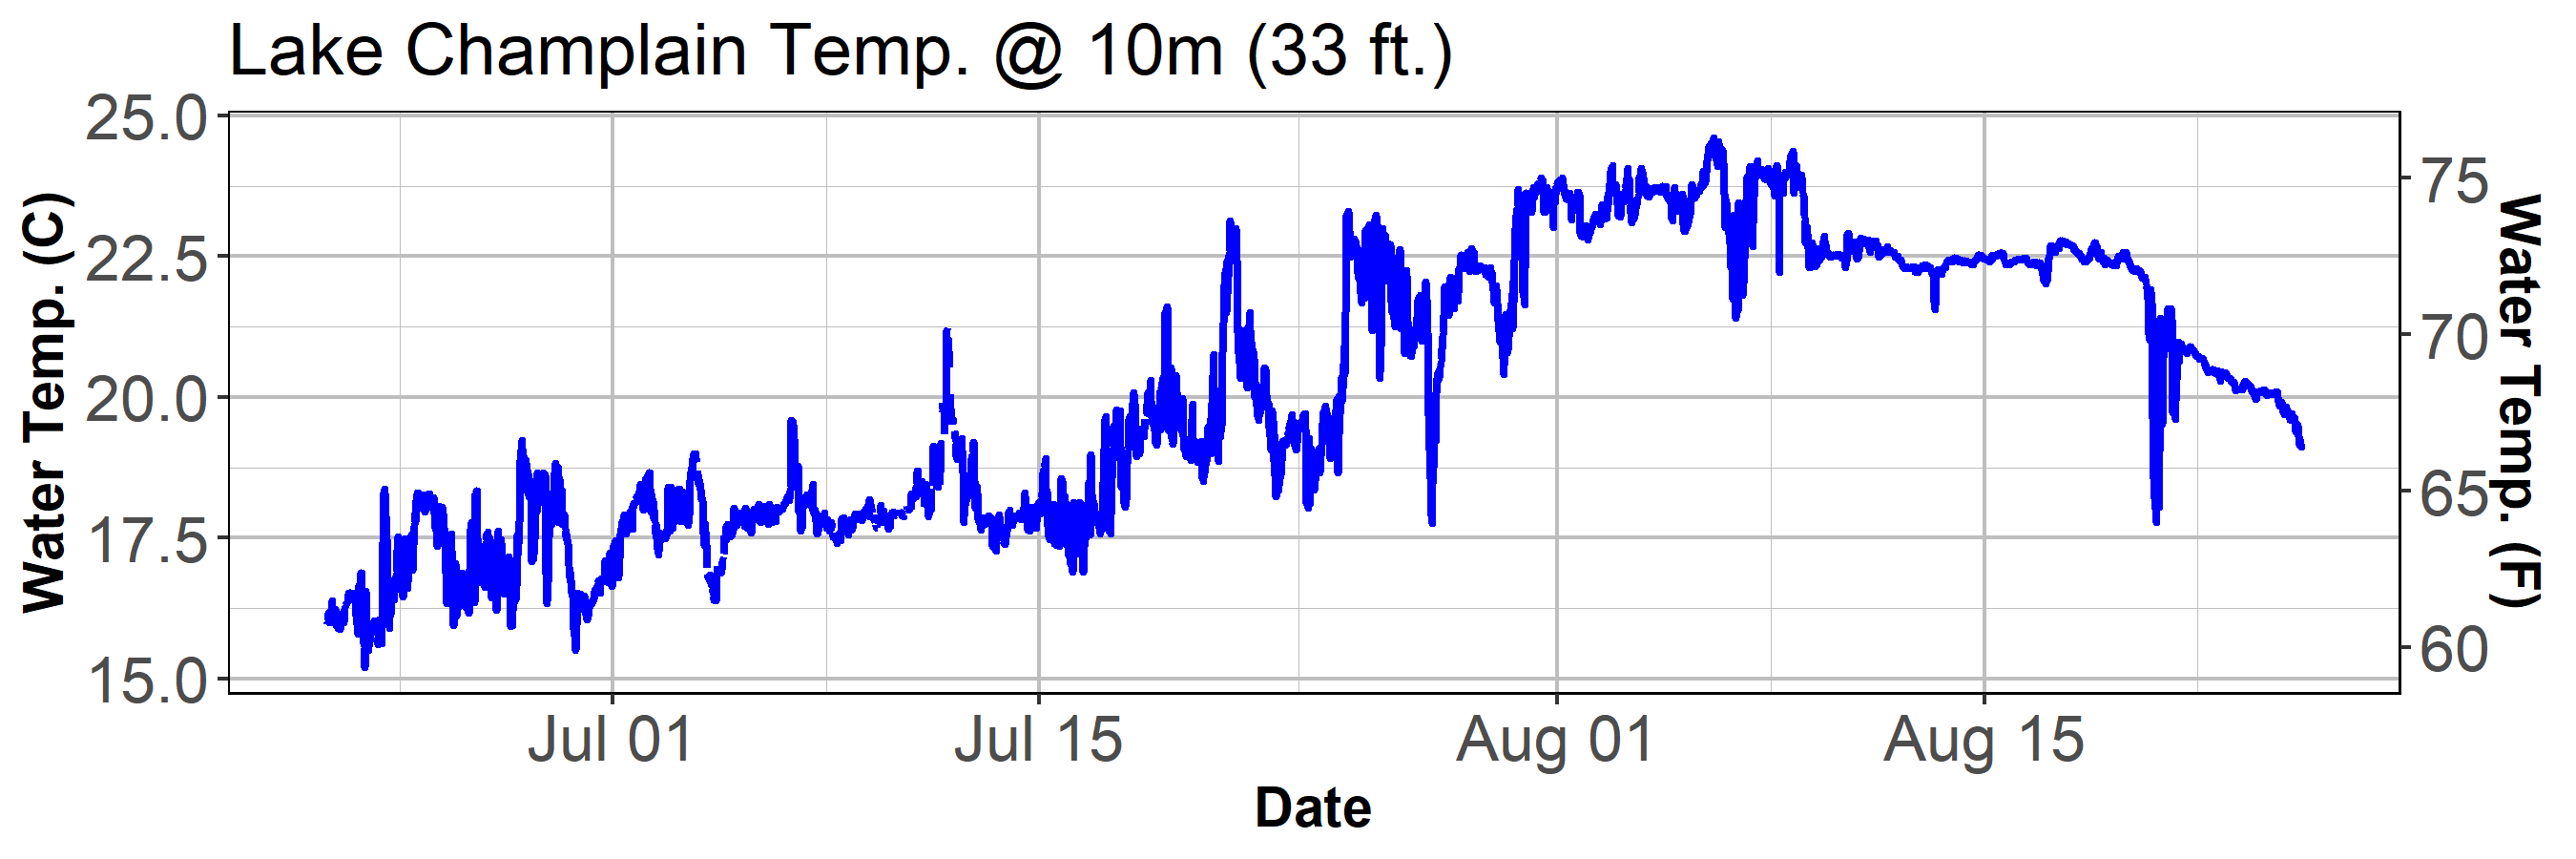 Lake Champlain Temp. @ 10m (33 ft.)
Water Temp. (C)
25.0
22.5
20.0
17.5
15.0
75
70
65
60
Water Temp. (F)
Jul 01
Jul 15
Aug 01
Aug 15
Date